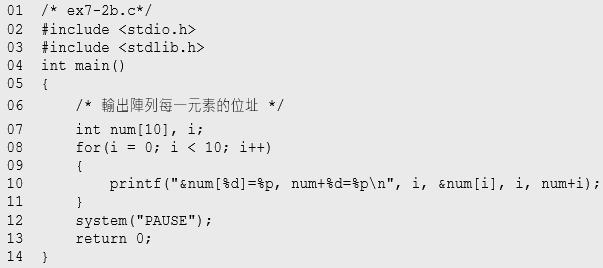 01 /* ex7-2b.c*/
02 #include <stdio.h>
03 #include <stdlib.h>
04 int main()
05 {
06     /* 輸出陣列每一元素的位址 */
07     int num[10], i;
08     for(i = 0; i < 10; i++)
09     {
10         printf("&num[%d]=%p, num+%d=%p\n", i, &num[i], i, num+i);
11     }
12     system("PAUSE");
13     return 0;
14 }